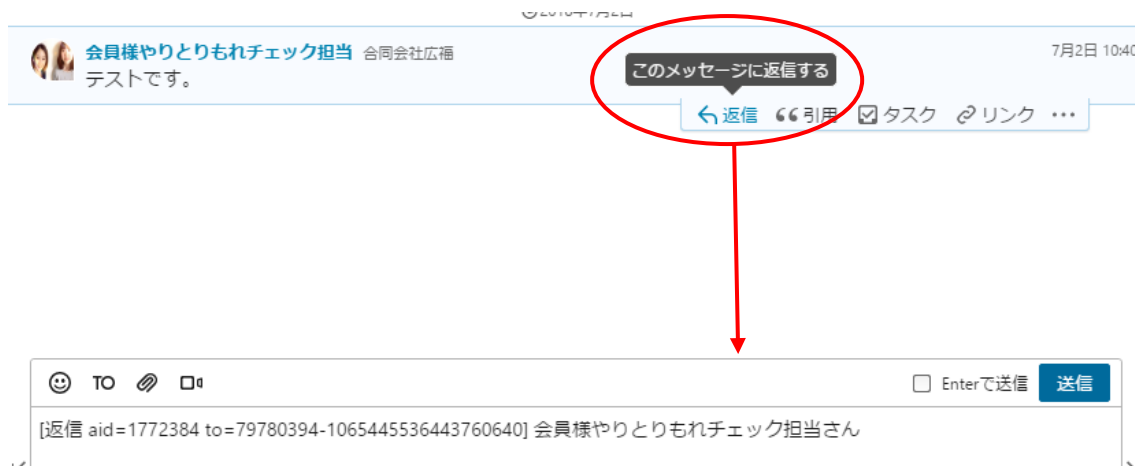 会員様やりとりもれチェック担当 合同会社広福
7月2日 10:40
テストです。
このメッセージに返信する
返信 引用 タスク リンク
TO
Enterで送信 送信
[返信 aid=1772384 to=79780394-1065445536443760640] 会員様やりとりもれチェック担当さん